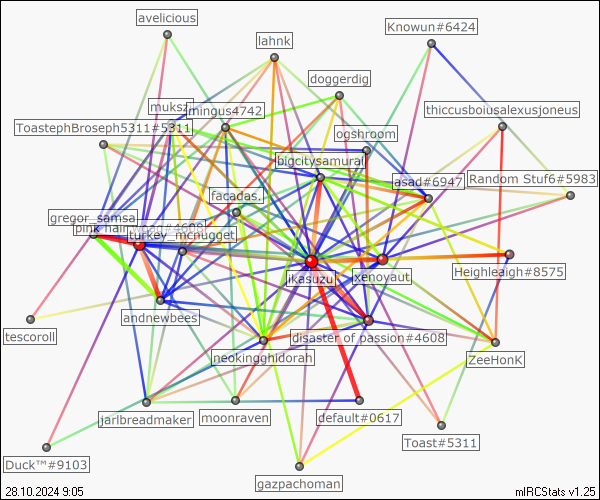 avelicious
Knowun#6424
lahnk
doggerdig
muksz
mingus4742
thiccusboiusalexusjoneus
ToastephBroseph5311#5311
ogshroom
bigcitysamurai
asad#6947
Random Stuf6#5983
facadas.
gregor_samsa
pink hair
turkey_mcnugget
ikasuzu
xenovaut
Heighleaigh#8575
andnewbees
tescoroll
disaster of passion#4608
neokingghidorah
ZeeHonK
jarlbreadmaker
moonraven
default#0617
Toast#5311
Duck™#9103
gazpachoman
28.10.2024 9:05
mIRCStats v1.25